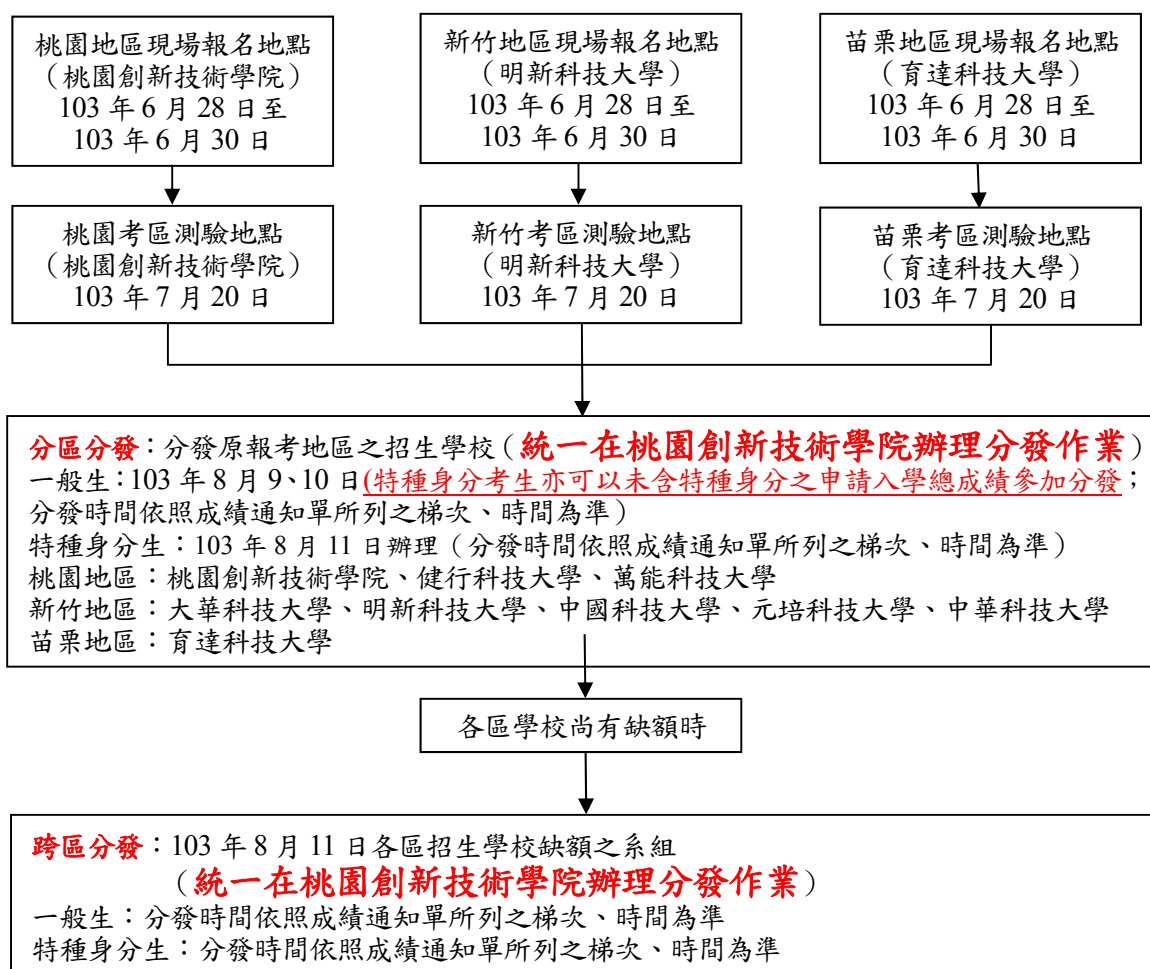 桃園地區現場報名地點
（桃園創新技術學院）
103 年 6 月 28 日至
103 年 6 月 30 日
新竹地區現場報名地點
（明新科技大學）
103 年 6 月 28 日至
103 年 6 月 30 日
苗栗地區現場報名地點
（育達科技大學）
103 年 6 月 28 日至
103 年 6 月 30 日
桃園考區測驗地點
（桃園創新技術學院）
103 年 7 月 20 日
新竹考區測驗地點
（明新科技大學）
103 年 7 月 20 日
苗栗考區測驗地點
（育達科技大學）
103 年 7 月 20 日
分區分發：分發原報考地區之招生學校（統一在桃園創新技術學院辦理分發作業）
一般生：103 年 8 月 9、10 日(特種身分考生亦可以未含特種身分之申請入學總成績參加分發；
分發時間依照成績通知單所列之梯次、時間為準）
特種身分生：103 年 8 月 11 日辦理（分發時間依照成績通知單所列之梯次、時間為準）
桃園地區：桃園創新技術學院、健行科技大學、萬能科技大學
新竹地區：大華科技大學、明新科技大學、中國科技大學、元培科技大學、中華科技大學
苗栗地區：育達科技大學
各區學校尚有缺額時
跨區分發：103 年 8 月 11 日各區招生學校缺額之系組
（統一在桃園創新技術學院辦理分發作業）
一般生：分發時間依照成績通知單所列之梯次、時間為準
特種身分生：分發時間依照成績通知單所列之梯次、時間為準